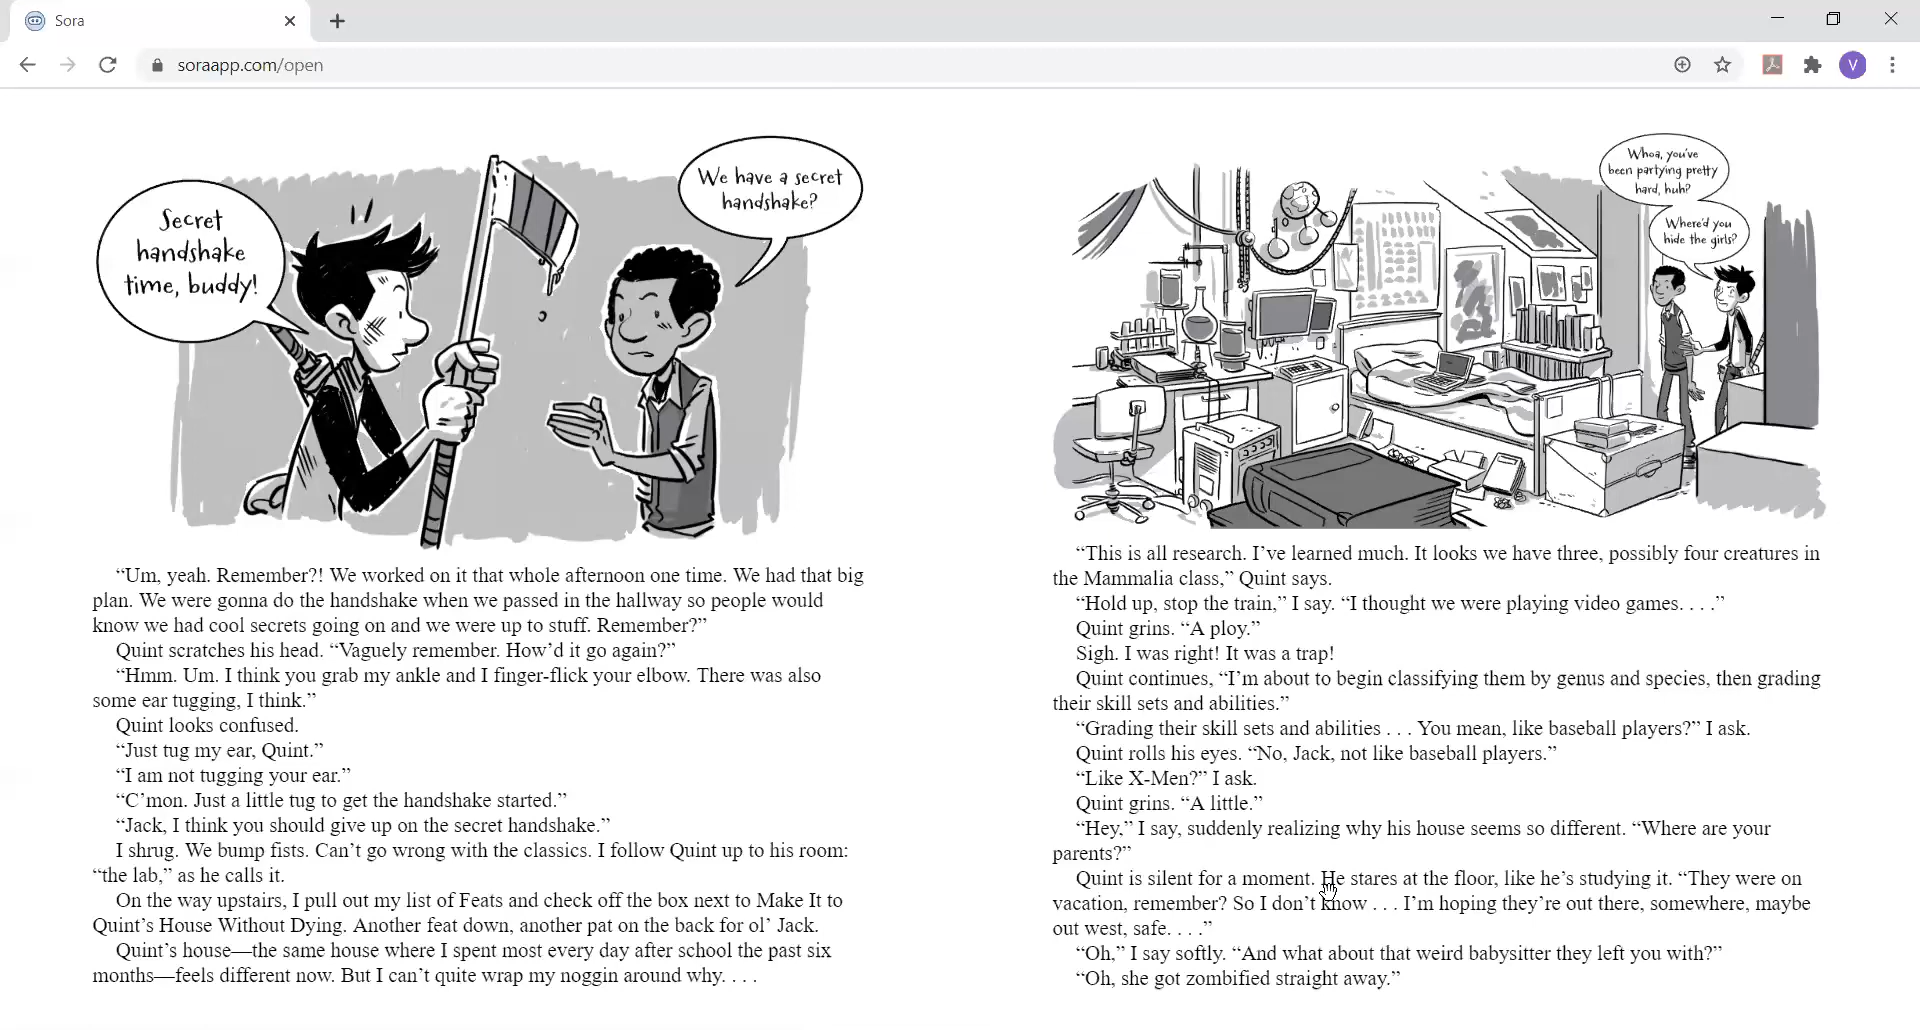 Sora
soraapp.com/open
V
Secret
handshake
time, buddy!
We have a secret
handshake?
“Um, yeah. Remember?! We worked on it that whole afternoon one time. We had that big
plan. We were gonna do the handshake when we passed in the hallway so people would
know we had cool secrets going on and we were up to stuff. Remember?”
Quint scratches his head. “Vaguely remember. How’d it go again?”
“Hmm. Um. I think you grab my ankle and I finger-flick your elbow. There was also
some ear tugging, I think.”
Quint looks confused.
“Just tug my ear, Quint.”
“I am not tugging your ear.”
“C’mon. Just a little tug to get the handshake started.”
“Jack, I think you should give up on the secret handshake.”
I shrug. We bump fists. Can’t go wrong with the classics. I follow Quint up to his room:
“the lab,” as he calls it.
On the way upstairs, I pull out my list of Feats and check off the box next to Make It to
Quint’s House Without Dying. Another feat down, another pat on the back for ol’ Jack.
Quint’s house—the same house where I spent most every day after school the past six
months—feels different now. But I can’t quite wrap my noggin around why. . . .
Whoa, you’ve
been partying pretty
hard, huh?
Where’d you
hide the girls?
“This is all research. I’ve learned much. It looks we have three, possibly four creatures in
the Mammalia class,” Quint says.
“Hold up, stop the train,” I say. “I thought we were playing video games. . . .”
Quint grins. “A ploy.”
Sigh. I was right! It was a trap!
Quint continues, “I’m about to begin classifying them by genus and species, then grading
their skill sets and abilities.”
“Grading their skill sets and abilities . . . You mean, like baseball players?” I ask.
Quint rolls his eyes. “No, Jack, not like baseball players.”
“Like X-Men?” I ask.
Quint grins. “A little.”
“Hey,” I say, suddenly realizing why his house seems so different. “Where are your
parents?”
Quint is silent for a moment. He stares at the floor, like he’s studying it. “They were on
vacation, remember? So I don’t know . . . I’m hoping they’re out there, somewhere, maybe
out west, safe. . . .”
“Oh,” I say softly. “And what about that weird babysitter they left you with?”
“Oh, she got zombified straight away.”